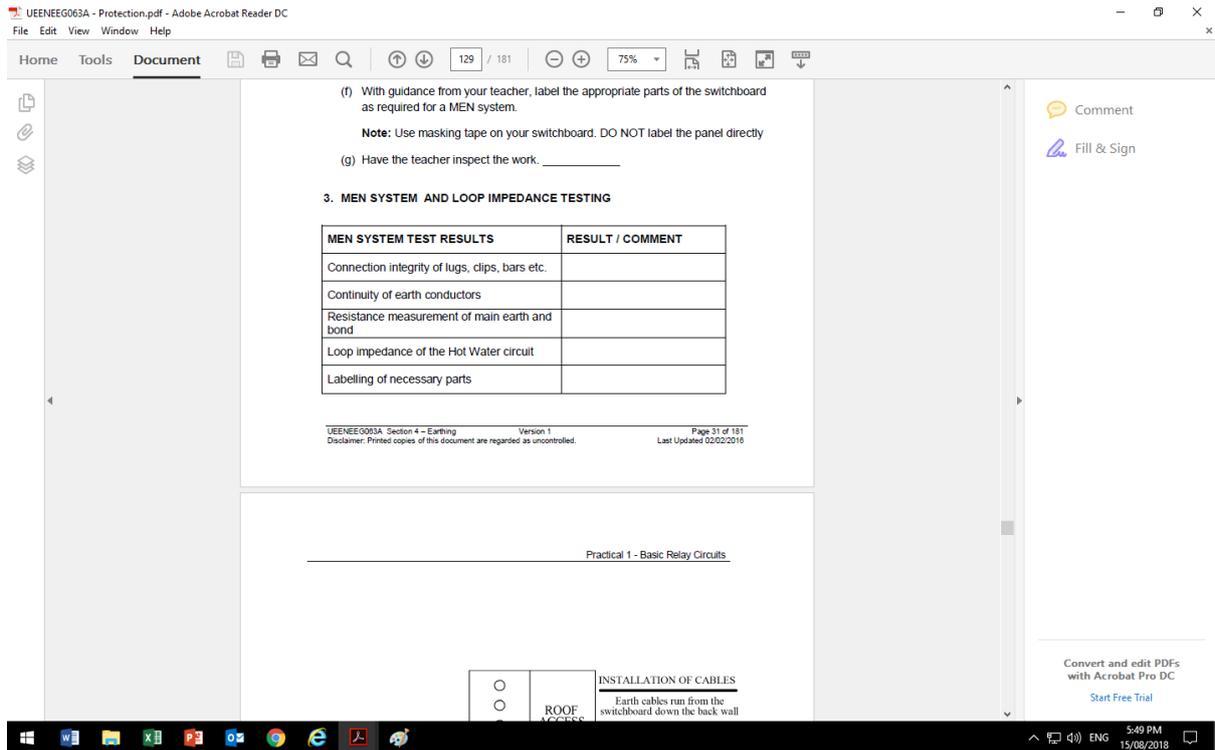 UEENEEG063A - Protection.pdf - Adobe Acrobat Reader DC
File Edit View Window Help
Home Tools Document 129 / 181 75%
(f) With guidance from your teacher, label the appropriate parts of the switchboard
as required for a MEN system.
Note: Use masking tape on your switchboard. DO NOT label the panel directly
(g) Have the teacher inspect the work. ____________
3. MEN SYSTEM AND LOOP IMPEDANCE TESTING
MEN SYSTEM TEST RESULTS RESULT / COMMENT
Connection integrity of lugs, clips, bars etc.
Continuity of earth conductors
Resistance measurement of main earth and
bond
Loop impedance of the Hot Water circuit
Labelling of necessary parts
UEENEEG063A Section 4 – Earthing Version 1 Page 31 of 181
Disclaimer: Printed copies of this document are regarded as uncontrolled. Last Updated 02/02/2016
Practical 1 - Basic Relay Circuits
INSTALLATION OF CABLES
Earth cables run from the
switchboard down the back wall
ROOF
ACCESS
Comment
Fill & Sign
Convert and edit PDFs
with Acrobat Pro DC
Start Free Trial
ENG
5:49 PM
15/08/2018